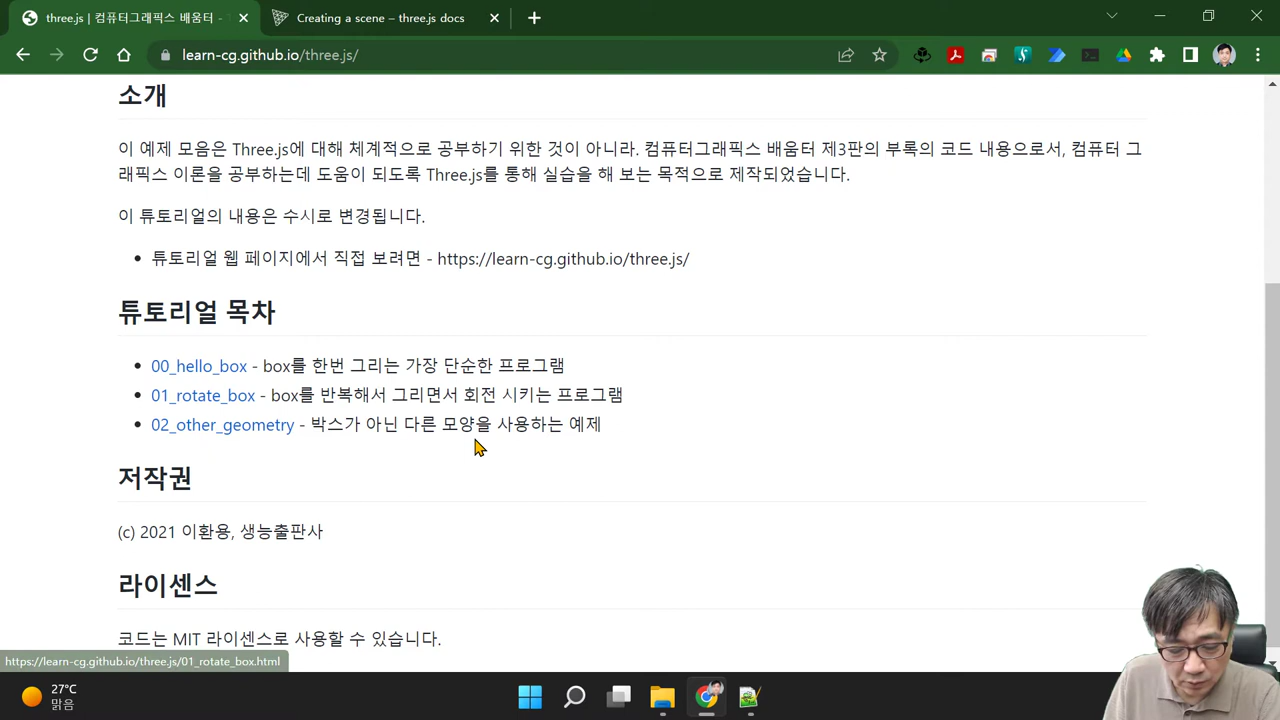 three.js | 컴퓨터그래픽스 배움터 -
Creating a scene – three.js docs
learn-cg.github.io/three.js/
소개
이 예제 모음은 Three.js에 대해 체계적으로 공부하기 위한 것이 아니라. 컴퓨터그래픽스 배움터 제3판의 부록의 코드 내용으로서, 컴퓨터 그
래픽스 이론을 공부하는데 도움이 되도록 Three.js를 통해 실습을 해 보는 목적으로 제작되었습니다.
이 튜토리얼의 내용은 수시로 변경됩니다.
• 튜토리얼 웹 페이지에서 직접 보려면 - https://learn-cg.github.io/three.js/
튜토리얼 목차
• 00_hello_box - box를 한번 그리는 가장 단순한 프로그램
• 01_rotate_box - box를 반복해서 그리면서 회전 시키는 프로그램
• 02_other_geometry - 박스가 아닌 다른 모양을 사용하는 예제
저작권
(c) 2021 이환용, 생능출판사
라이센스
코드는 MIT 라이센스로 사용할 수 있습니다.
https://learn-cg.github.io/three.js/01_rotate_box.html
27°C
맑음